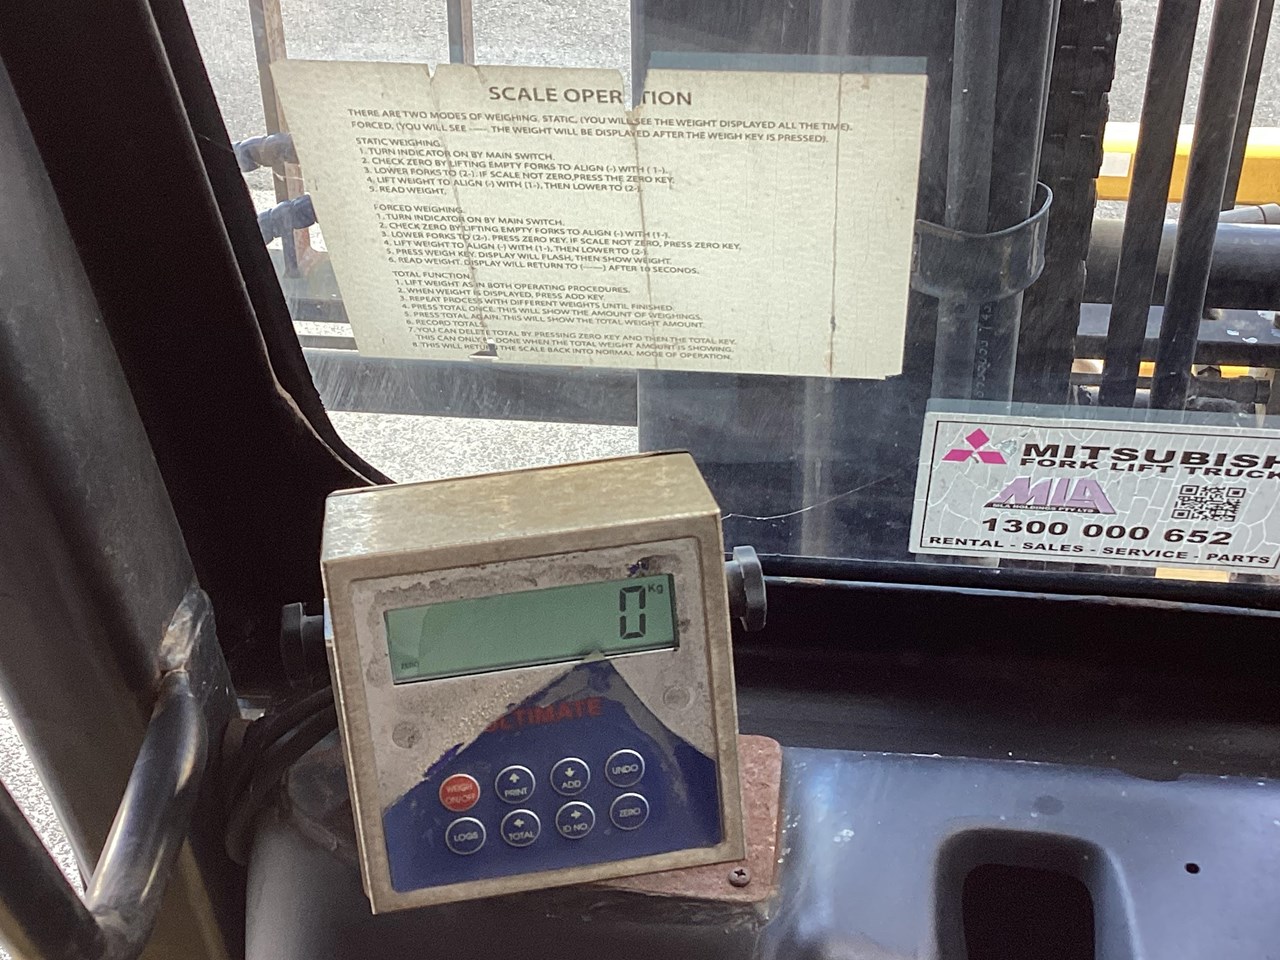 SCALE OPER TION
THERE ARE TWO MODES OF WEIGHING, STATIC, (YOU WILL SEE THE WEIGHT DISPLAYED ALL THE TIME).
FORCED, (YOU WILL SEE ——. THE WEIGHT WILL BE DISPLAYED AFTER THE WEIGH KEY IS PRESSED).
STATIC WEIGHING.
1. TURN INDICATOR ON BY MAIN SWITCH.
2. CHECK ZERO BY LIFTING EMPTY FORKS TO ALIGN (-) WITH ( 1-).
3. LOWER FORKS TO (2-). IF SCALE NOT ZERO,PRESS THE ZERO KEY.
4. LIFT WEIGHT TO ALIGN (-) WITH (1-), THEN LOWER TO (2-).
5. READ WEIGHT.
FORCED WEIGHING.
1. TURN INDICATOR ON BY MAIN SWITCH.
2. CHECK ZERO BY LIFTING EMPTY FORKS TO ALIGN (-) WITH (1-).
3. LOWER FORKS TO (2-). PRESS ZERO KEY. IF SCALE NOT ZERO, PRESS ZERO KEY.
4. LIFT WEIGHT TO ALIGN (-) WITH (1-), THEN LOWER TO (2-).
5. PRESS WEIGH KEY. DISPLAY WILL FLASH, THEN SHOW WEIGHT.
6. READ WEIGHT. DISPLAY WILL RETURN TO (-----) AFTER 10 SECONDS.
TOTAL FUNCTION.
1. LIFT WEIGHT AS IN BOTH OPERATING PROCEDURES.
2. WHEN WEIGHT IS DISPLAYED, PRESS ADD KEY.
3. REPEAT PROCESS WITH DIFFERENT WEIGHTS UNTIL FINISHED.
4. PRESS TOTAL ONCE. THIS WILL SHOW THE AMOUNT OF WEIGHINGS.
5. PRESS TOTAL AGAIN. THIS WILL SHOW THE TOTAL WEIGHT AMOUNT.
6. RECORD TOTALS.
7. YOU CAN DELETE TOTAL BY PRESSING ZERO KEY AND THEN THE TOTAL KEY.
THIS CAN ONLY DONE WHEN THE TOTAL WEIGHT AMOUNT IS SHOWING.
8. THIS WILL RETURN THE SCALE BACK INTO NORMAL MODE OF OPERATION.
MITSUBISH
FORK LIFT TRUCK
MLA
MLA HOLDINGS PTY LTD
1300 000 652
RENTAL - SALES - SERVICE - PARTS
0 Kg
ULTIMATE
WEIGH ON/OFF PRINT ADD UNDO
LOGS TOTAL ID NO. ZERO